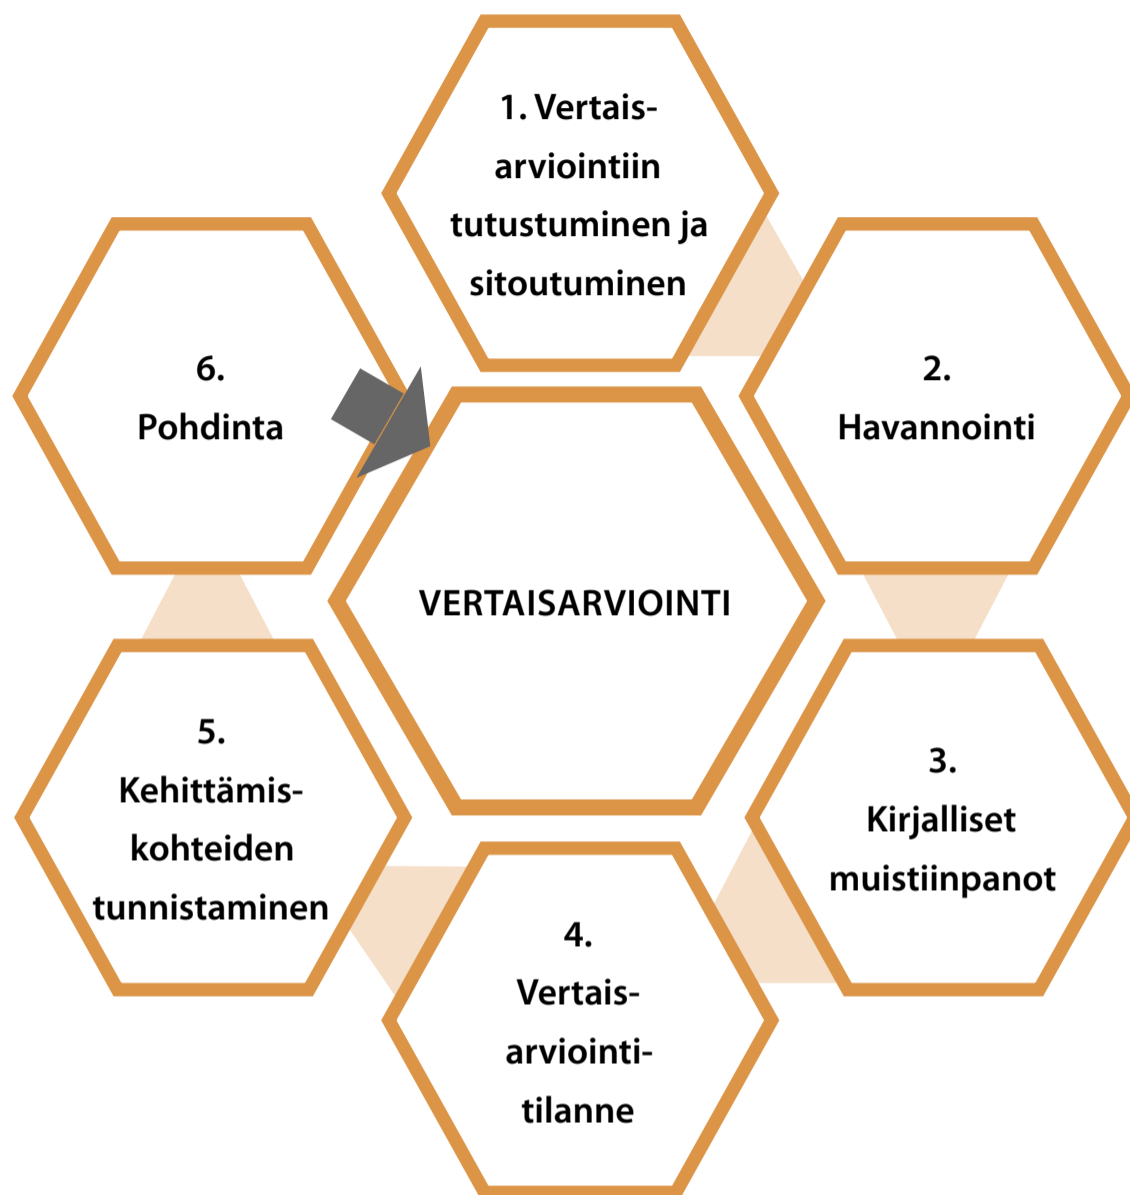 1. Vertais-
arviointiin
tutustuminen ja
sitoutuminen
2.
Havannointi
3.
Kirjalliset
muistiinpanot
4.
Vertais-
arviointi-
tilanne
5.
Kehittämis-
kohteiden
tunnistaminen
6.
Pohdinta
VERTAISARVIOINTI